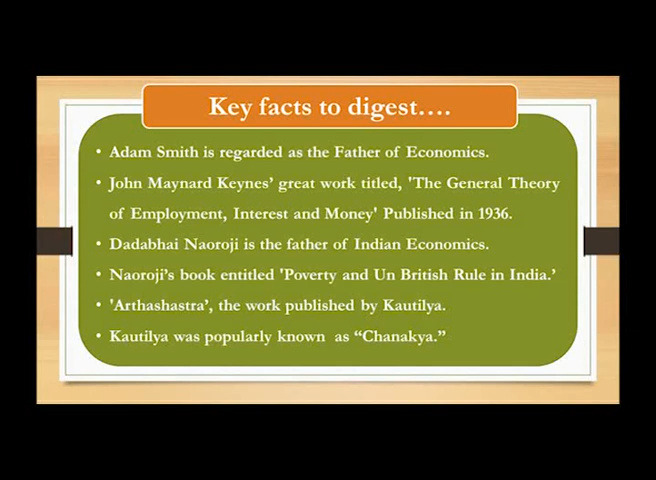 Key facts to digest….
• Adam Smith is regarded as the Father of Economics.
• John Maynard Keynes’ great work titled, 'The General Theory
of Employment, Interest and Money' Published in 1936.
• Dadabhai Naoroji is the father of Indian Economics.
• Naoroji’s book entitled 'Poverty and Un British Rule in India.’
• 'Arthashastra’, the work published by Kautilya.
• Kautilya was popularly known as “Chanakya.”